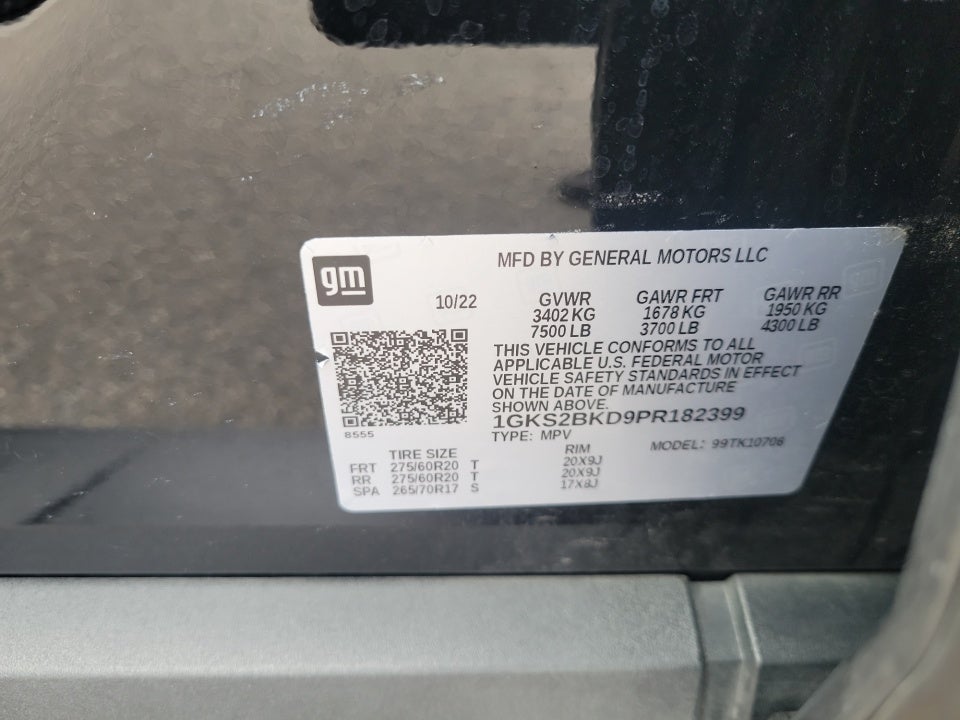 gm
MFD BY GENERAL MOTORS LLC
10/22
GVWR GAWR FRT GAWR RR
3402 KG 1678 KG 1950 KG
7500 LB 3700 LB 4300 LB
THIS VEHICLE CONFORMS TO ALL
APPLICABLE U.S. FEDERAL MOTOR
VEHICLE SAFETY STANDARDS IN EFFECT
ON THE DATE OF MANUFACTURE
SHOWN ABOVE.
1GKS2BKD9PR182399
8555
TYPE: MPV MODEL: 99TK10706
TIRE SIZE RIM
FRT 275/60R20 T 20X9J
RR 275/60R20 T 20X9J
SPA 265/70R17 S 17X8J